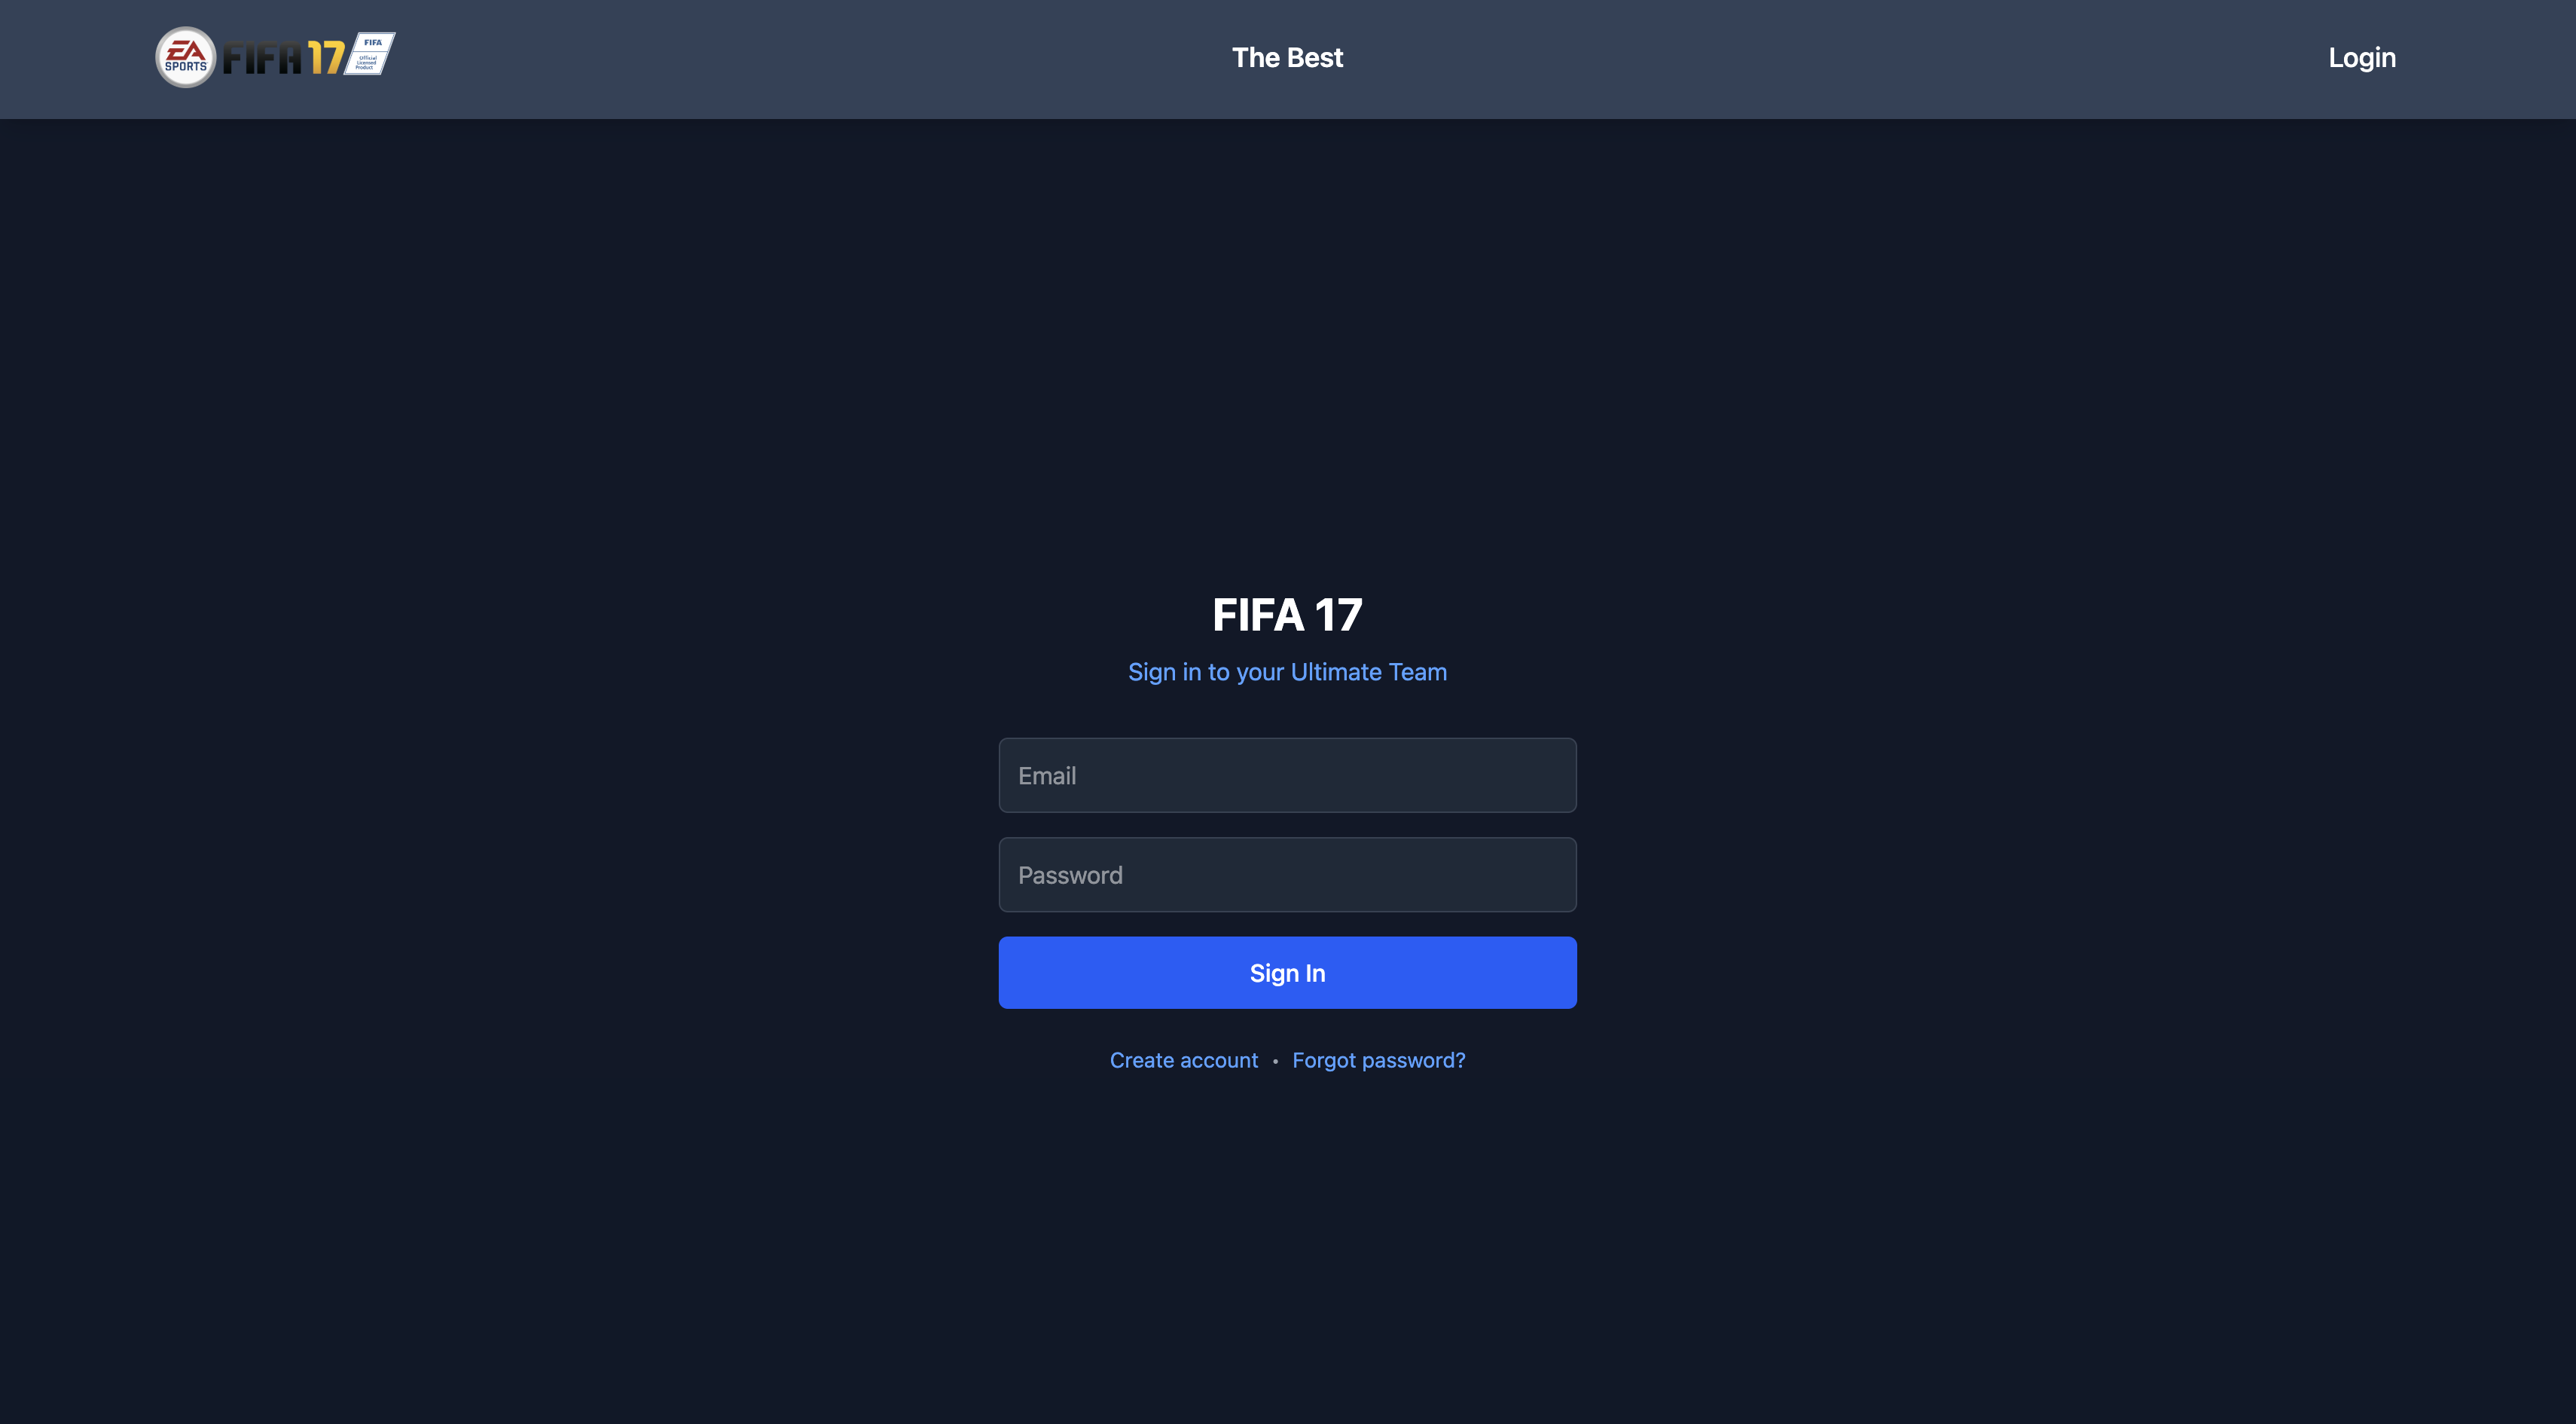 EA SPORTS FIFA 17 FIFA Official Licensed Product
The Best
Login
FIFA 17
Sign in to your Ultimate Team
Email
Password
Sign In
Create account • Forgot password?